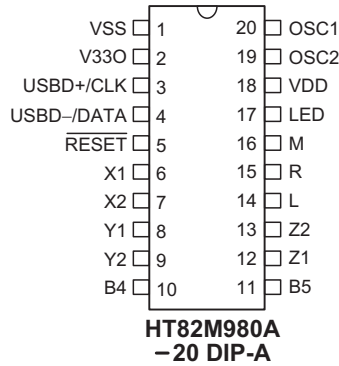 VSS 1 20 OSC1
V33O 2 19 OSC2
USBD+/CLK 3 18 VDD
USBD−/DATA 4 17 LED
RESET 5 16 M
X1 6 15 R
X2 7 14 L
Y1 8 13 Z2
Y2 9 12 Z1
B4 10 11 B5
HT82M980A
−20 DIP-A